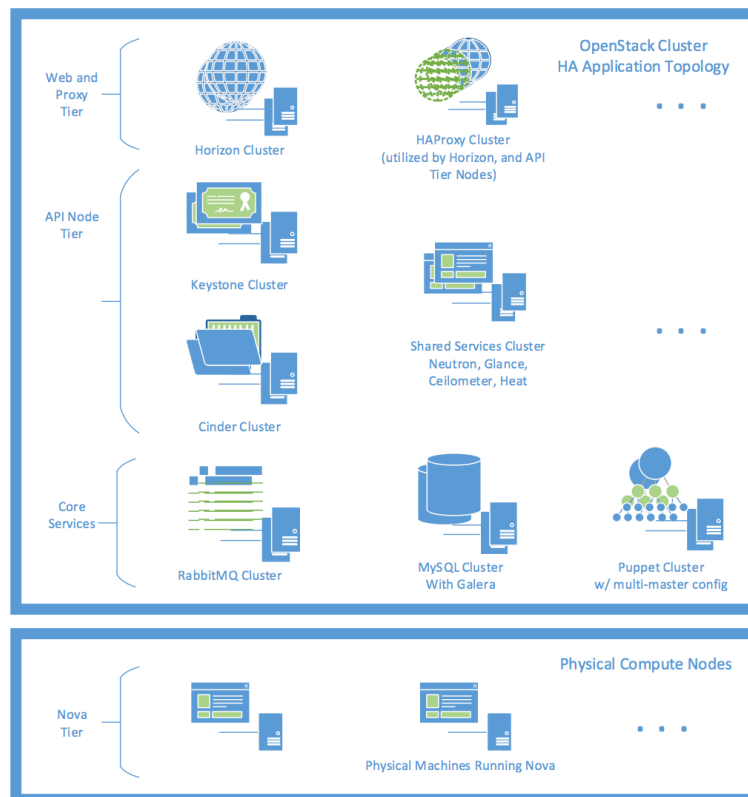 OpenStack Cluster
HA Application Topology
Web and
Proxy
Tier
Horizon Cluster
HAProxy Cluster
(utilized by Horizon, and API
Tier Nodes)
API Node
Tier
Keystone Cluster
Shared Services Cluster
Neutron, Glance,
Ceilometer, Heat
Cinder Cluster
Core
Services
RabbitMQ Cluster
MySQL Cluster
With Galera
Puppet Cluster
w/ multi-master config
Physical Compute Nodes
Nova
Tier
Physical Machines Running Nova